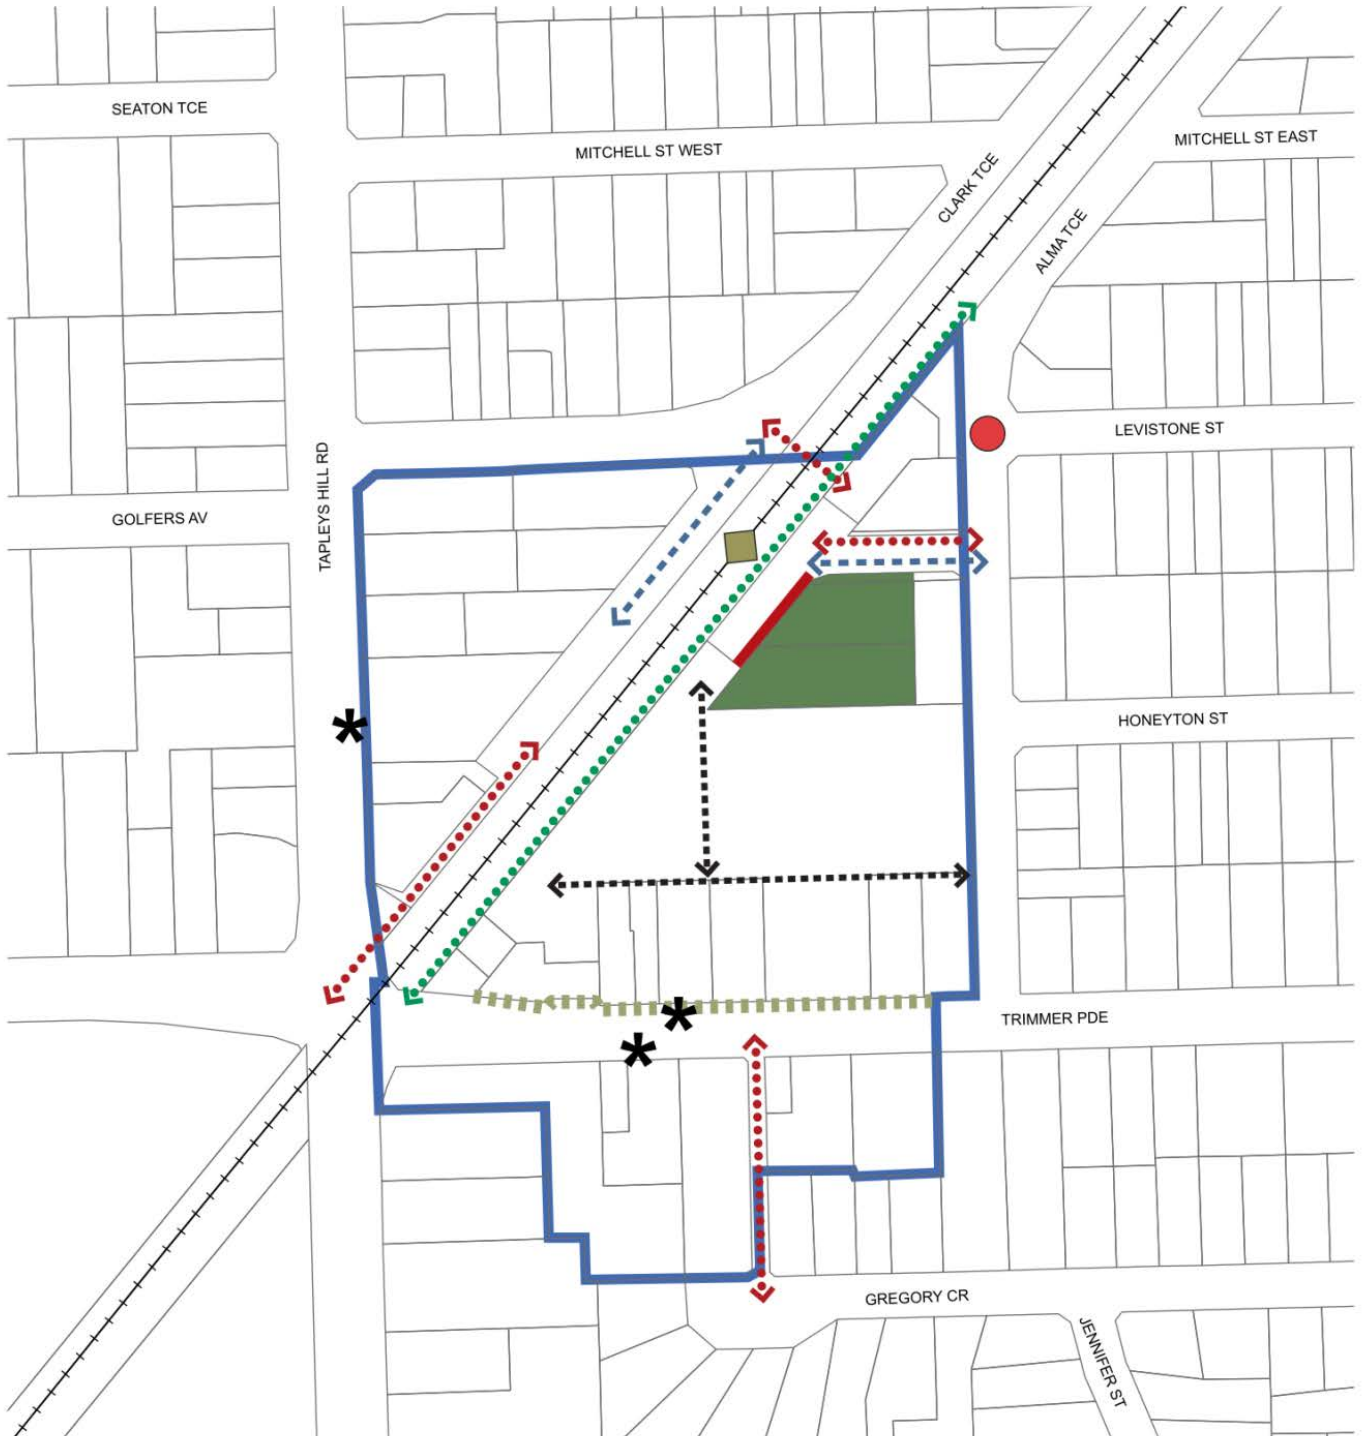 SEATON TCE
MITCHELL ST WEST
MITCHELL ST EAST
CLARK TCE
ALMA TCE
LEVISTONE ST
TAPLEYS HILL RD
GOLFERS AV
HONEYTON ST
TRIMMER PDE
GREGORY CR
JENNIFER ST